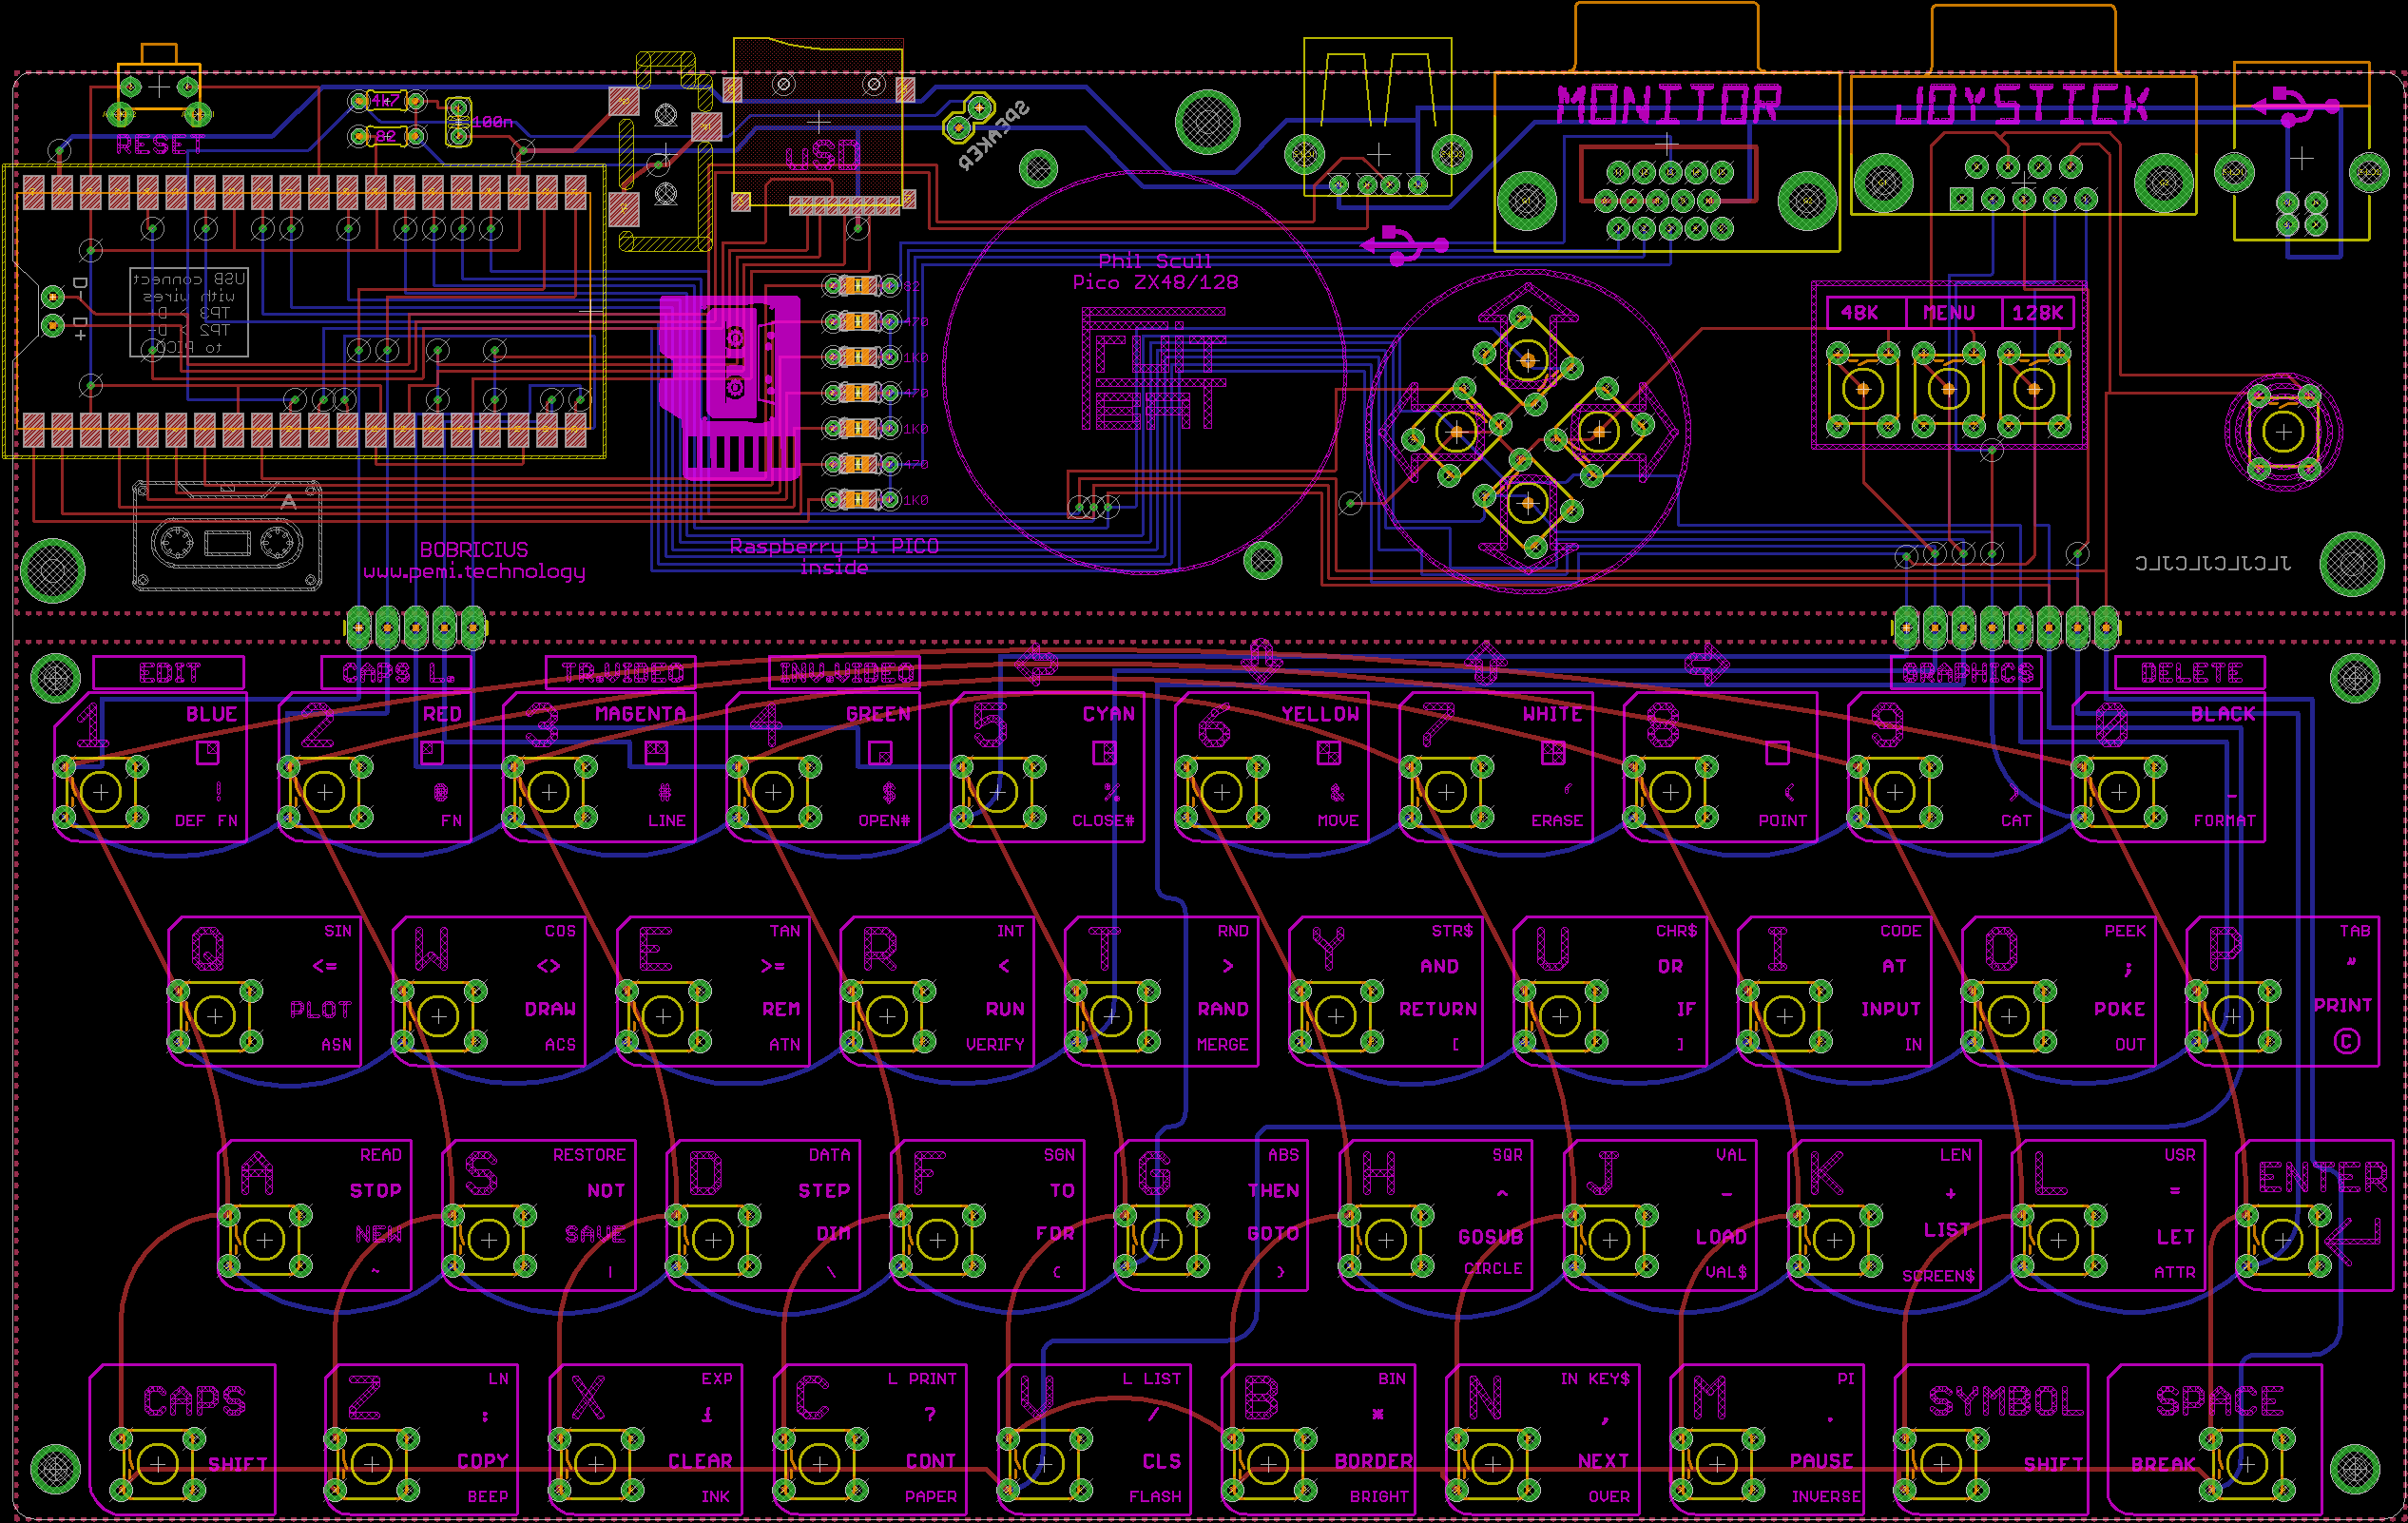 MONITOR
JOYSTICK
4k7
100n
82
RESET
uSD
SPEAKER
D-
D+
USB connect
with wires
TP3 > D+
TP2 > D-
to PICO
Phil Scull
Pico ZX48/128
82
470
1K0
470
1K0
470
1K0
48K
MENU
128K
A
BOBRICIUS
www.pemi.technology
Raspberry Pi PICO
inside
JLCJLCJLCJLC
EDIT
CAPS L.
TR.VIDEO
INV.VIDEO
GRAPHICS
DELETE
1 BLUE
!
DEF FN
2 RED
@
FN
3 MAGENTA
#
LINE
4 GREEN
$
OPEN#
5 CYAN
%
CLOSE#
6 YELLOW
&
MOVE
7 WHITE
'
ERASE
8
(
POINT
9
)
CAT
0 BLACK
_
FORMAT
Q SIN
<=
PLOT
ASN
W COS
<>
DRAW
ACS
E TAN
>=
REM
ATN
R INT
<
RUN
VERIFY
T RND
>
RAND
MERGE
Y STR$
AND
RETURN
[
U CHR$
OR
IF
]
I CODE
AT
INPUT
IN
O PEEK
;
POKE
OUT
P TAB
"
PRINT
©
A READ
STOP
NEW
~
S RESTORE
NOT
SAVE
|
D DATA
STEP
DIM
\
F SGN
TO
FOR
{
G ABS
THEN
GOTO
}
H SQR
^
GOSUB
CIRCLE
J VAL
-
LOAD
VAL$
K LEN
+
LIST
SCREEN$
L USR
=
LET
ATTR
ENTER
CAPS
SHIFT
Z LN
:
COPY
BEEP
X EXP
£
CLEAR
INK
C L PRINT
?
CONT
PAPER
V L LIST
/
CLS
FLASH
B BIN
*
BORDER
BRIGHT
N IN KEY$
,
NEXT
OVER
M PI
.
PAUSE
INVERSE
SYMBOL
SHIFT
SPACE
BREAK